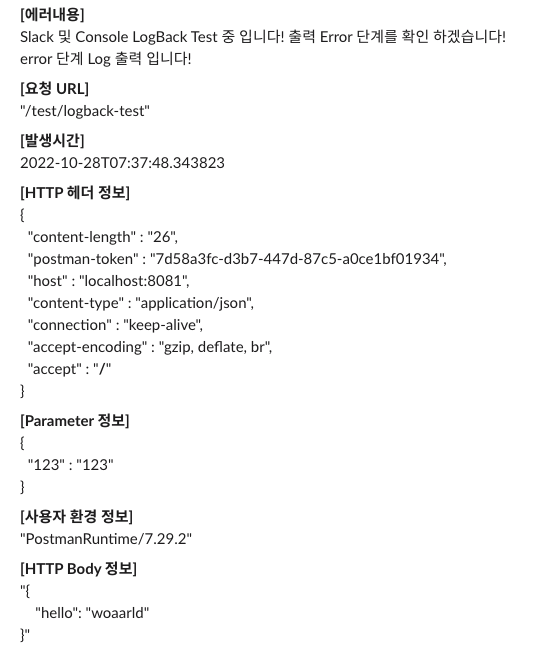 [에러내용]
Slack 및 Console LogBack Test 중 입니다! 출력 Error 단계를 확인 하겠습니다!
error 단계 Log 출력 입니다!
[요청 URL]
"/test/logback-test"
[발생시간]
2022-10-28T07:37:48.343823
[HTTP 헤더 정보]
{
"content-length" : "26",
"postman-token" : "7d58a3fc-d3b7-447d-87c5-a0ce1bf01934",
"host" : "localhost:8081",
"content-type" : "application/json",
"connection" : "keep-alive",
"accept-encoding" : "gzip, deflate, br",
"accept" : "/"
}
[Parameter 정보]
{
"123" : "123"
}
[사용자 환경 정보]
"PostmanRuntime/7.29.2"
[HTTP Body 정보]
"{
"hello": "woaarld"
}"